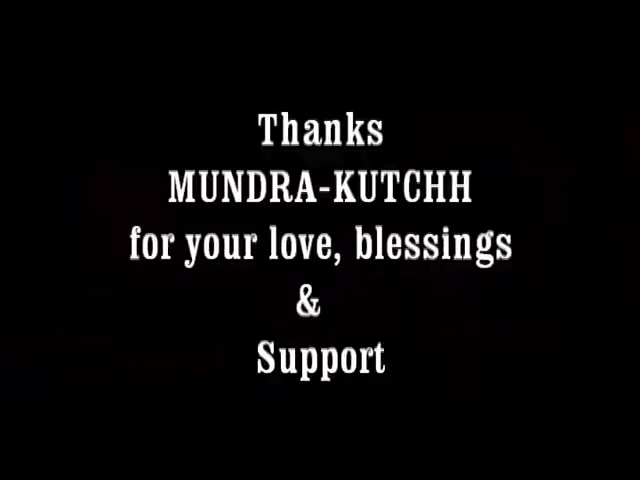 Thanks
MUNDRA-KUTCHH
for your love, blessings
&
Support